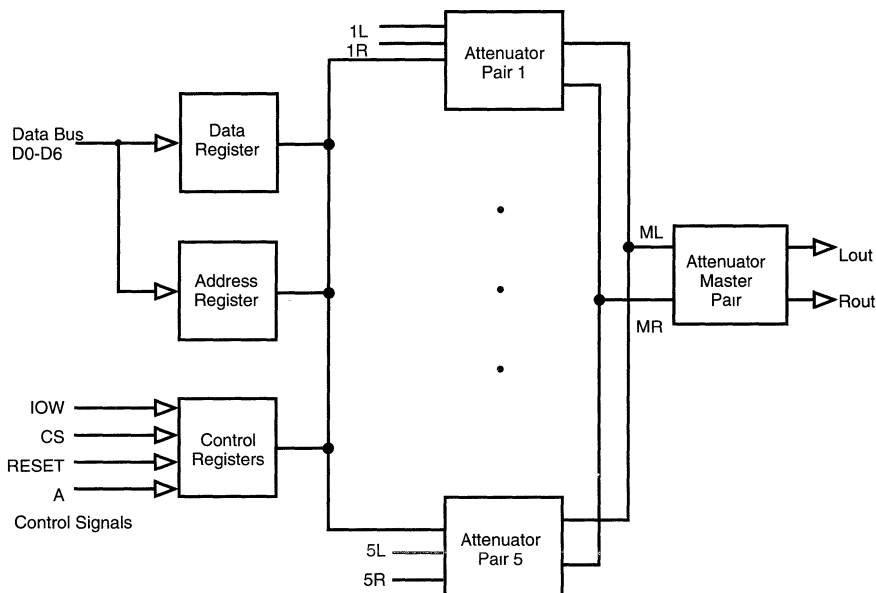 1L
1R
Attenuator
Pair 1
Data Bus
D0-D6
Data
Register
Address
Register
ML
MR
Attenuator
Master
Pair
Lout
Rout
IOW
CS
RESET
A
Control Signals
Control
Registers
5L
5R
Attenuator
Pair 5